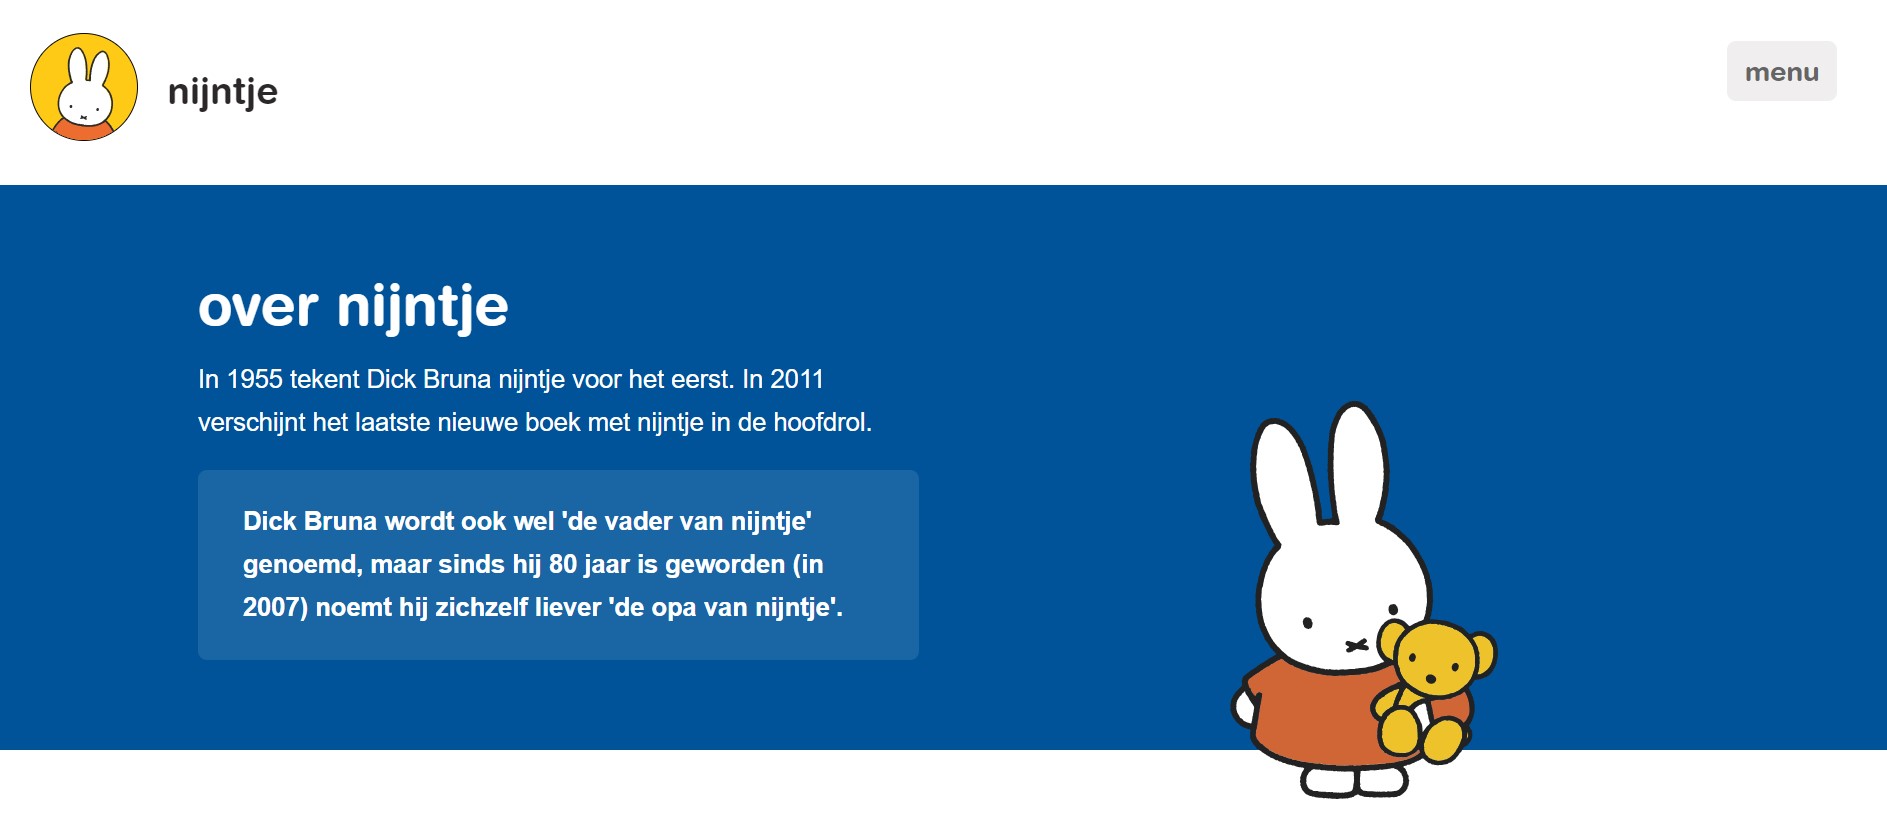 nijntje
menu
over nijntje
In 1955 tekent Dick Bruna nijntje voor het eerst. In 2011
verschijnt het laatste nieuwe boek met nijntje in de hoofdrol.
Dick Bruna wordt ook wel 'de vader van nijntje'
genoemd, maar sinds hij 80 jaar is geworden (in
2007) noemt hij zichzelf liever 'de opa van nijntje'.